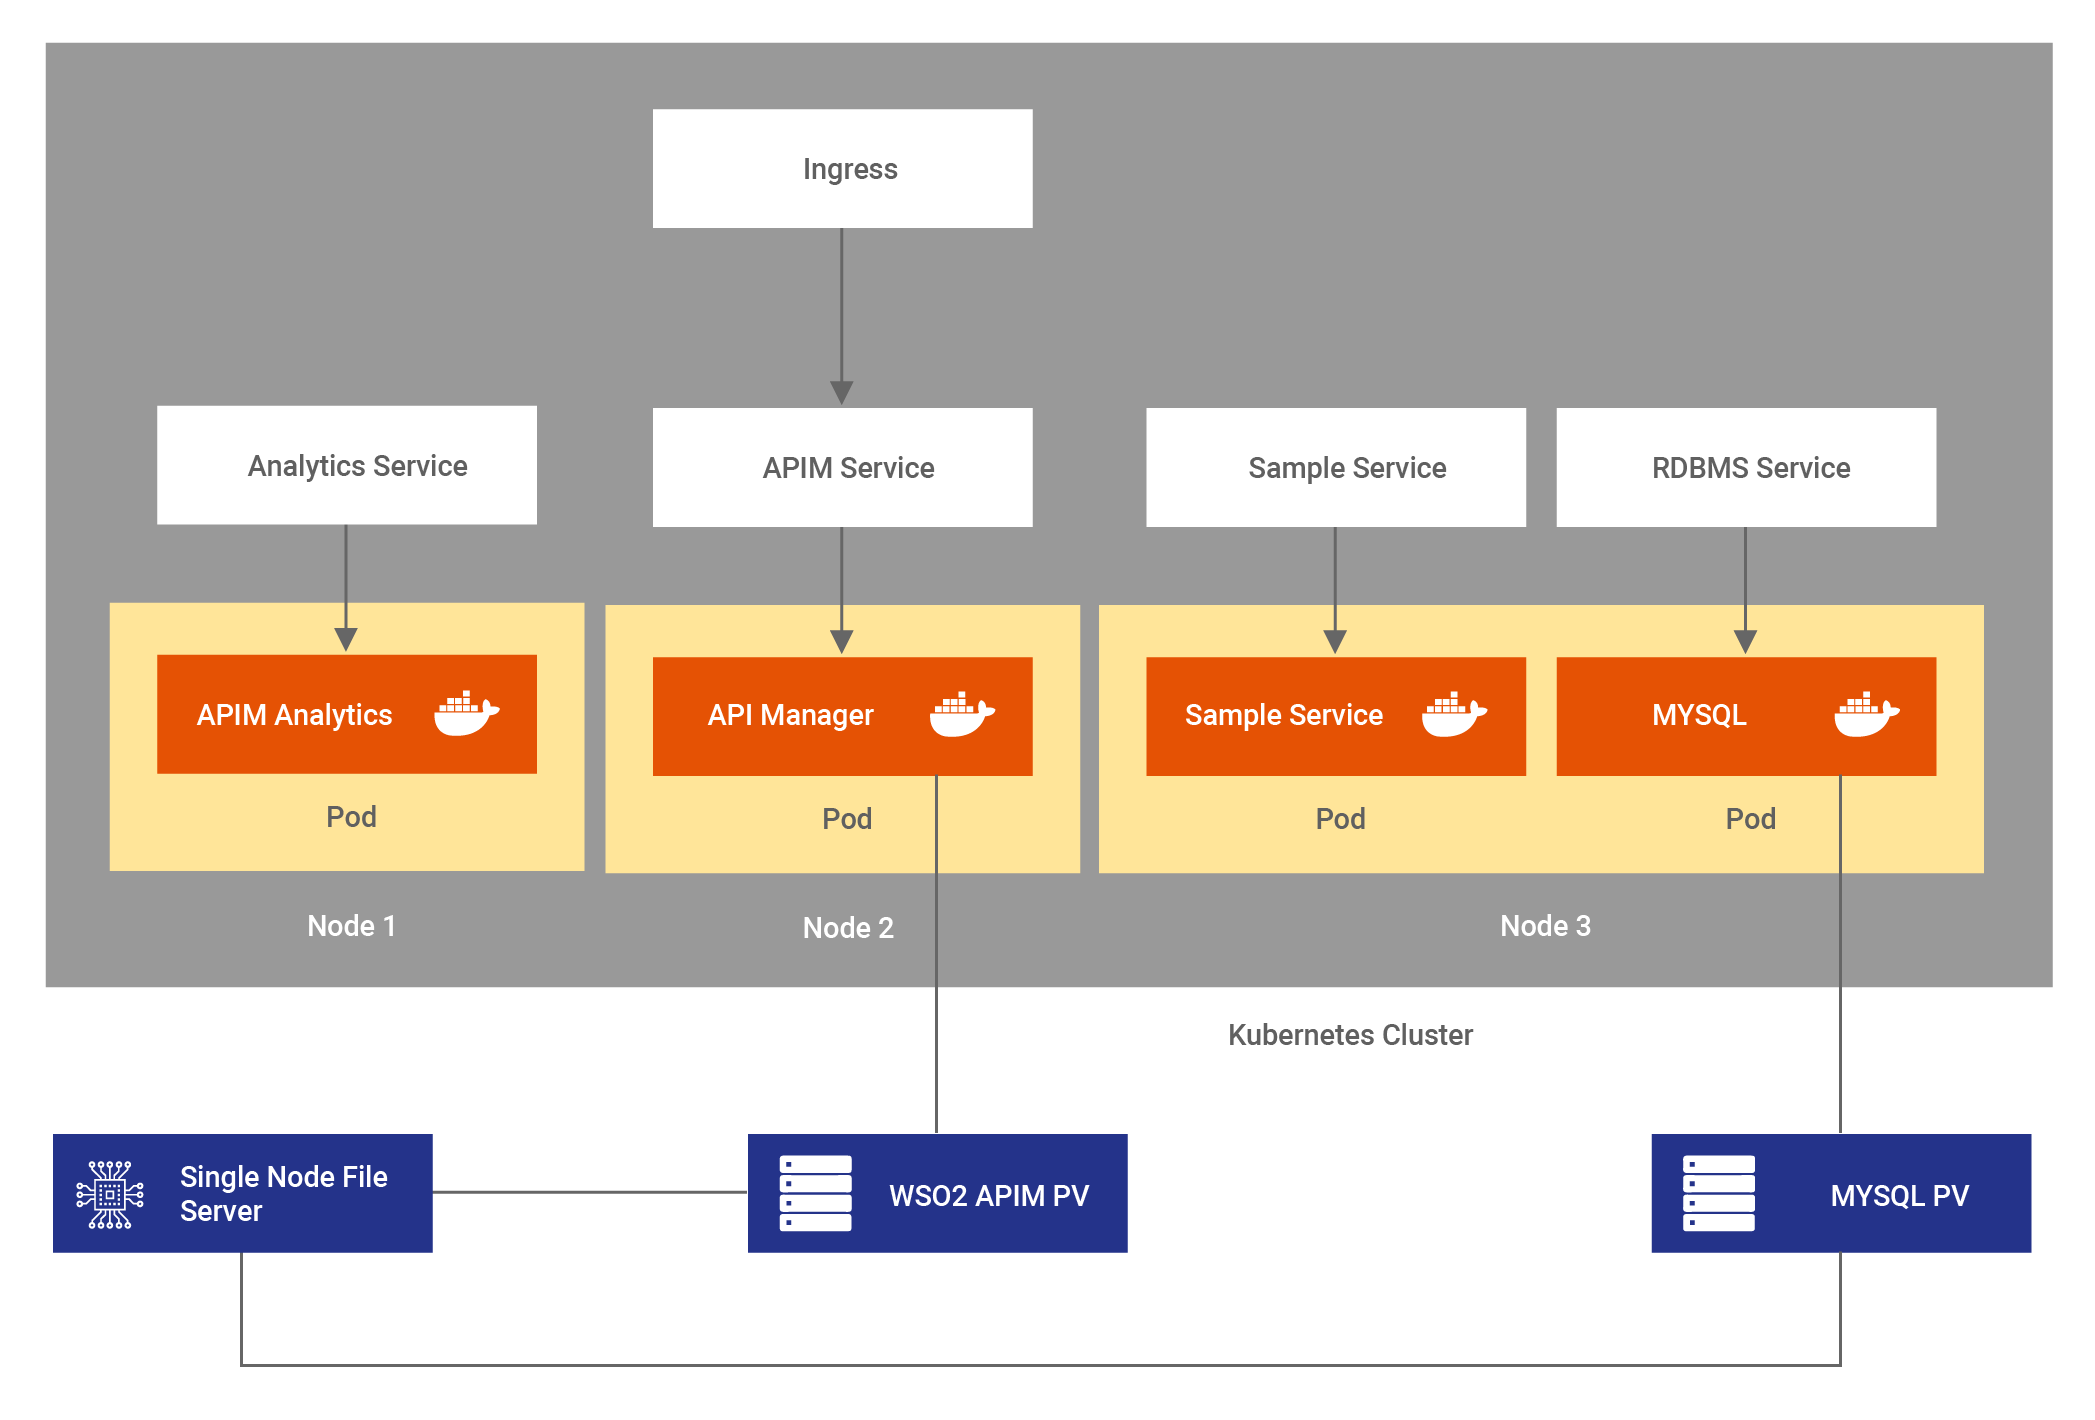 Ingress
Analytics Service
APIM Service
Sample Service
RDBMS Service
APIM Analytics
API Manager
Sample Service
MYSQL
Pod
Pod
Pod
Pod
Node 1
Node 2
Node 3
Kubernetes Cluster
Single Node File
Server
WSO2 APIM PV
MYSQL PV